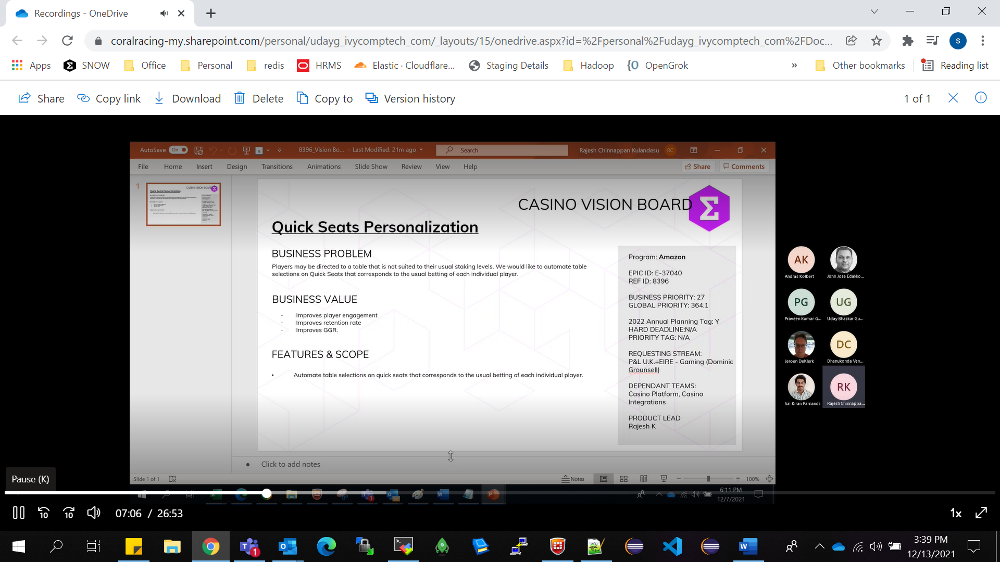 Recordings - OneDrive
coralracing-my.sharepoint.com/personal/udayg_ivycomptech_com/_layouts/15/onedrive.aspx?id=%2Fpersonal%2Fudayg_ivycomptech_com%2FDoc...
S
Apps
SNOW
Office
Personal
redis
HRMS
Elastic · Cloudflare...
Staging Details
Hadoop
OpenGrok
»
Other bookmarks
Reading list
Share
Copy link
Download
Delete
Copy to
Version history
1 of 1
AutoSave On
8396_Vision Bo... - Last Modified: 21m ago
Search
Rajesh Chinnappan Kulandesu
RC
File
Home
Insert
Design
Transitions
Animations
Slide Show
Review
View
Help
Share
Comments
1
CASINO VISION BOARD
Quick Seats Personalization
CASINO VISION BOARD
Quick Seats Personalization
BUSINESS PROBLEM
Players may be directed to a table that is not suited to their usual staking levels. We would like to automate table
selections on Quick Seats that corresponds to the usual betting of each individual player.
BUSINESS VALUE
- Improves player engagement
- Improves retention rate
- Improves GGR.
FEATURES & SCOPE
• Automate table selections on quick seats that corresponds to the usual betting of each individual player.
Program: Amazon
EPIC ID: E-37040
REF ID: 8396
BUSINESS PRIORITY: 27
GLOBAL PRIORITY: 364.1
2022 Annual Planning Tag: Y
HARD DEADLINE:N/A
PRIORITY TAG: N/A
REQUESTING STREAM:
P&L U.K.+EIRE - Gaming (Dominic
Grounsell)
DEPENDANT TEAMS:
Casino Platform, Casino
Integrations
PRODUCT LEAD
Rajesh K
AK
Andras Kolbert
John Jose Edakko...
PG
Praveen Kumar G...
UG
Uday Bhaskar Gu...
Jeroen DeKlerk
DC
Dhanukonda Ven...
Sai Kiran Parnandi
RK
Rajesh Chinnappa...
• Click to add notes
Slide 1 of 1
Notes
100%
Pause (K)
6:11 PM
12/7/2021
10
10
07:06 / 26:53
1x
1
3:39 PM
12/13/2021